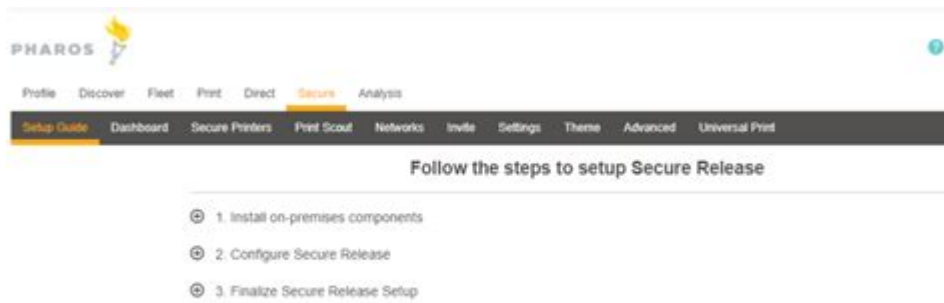 PHAROS
?
Profile Discover Fleet Print Direct Secure Analysis
Setup Guide Dashboard Secure Printers Print Scout Networks Invite Settings Theme Advanced Universal Print
Follow the steps to setup Secure Release
1. Install on-premises components
2. Configure Secure Release
3. Finalize Secure Release Setup